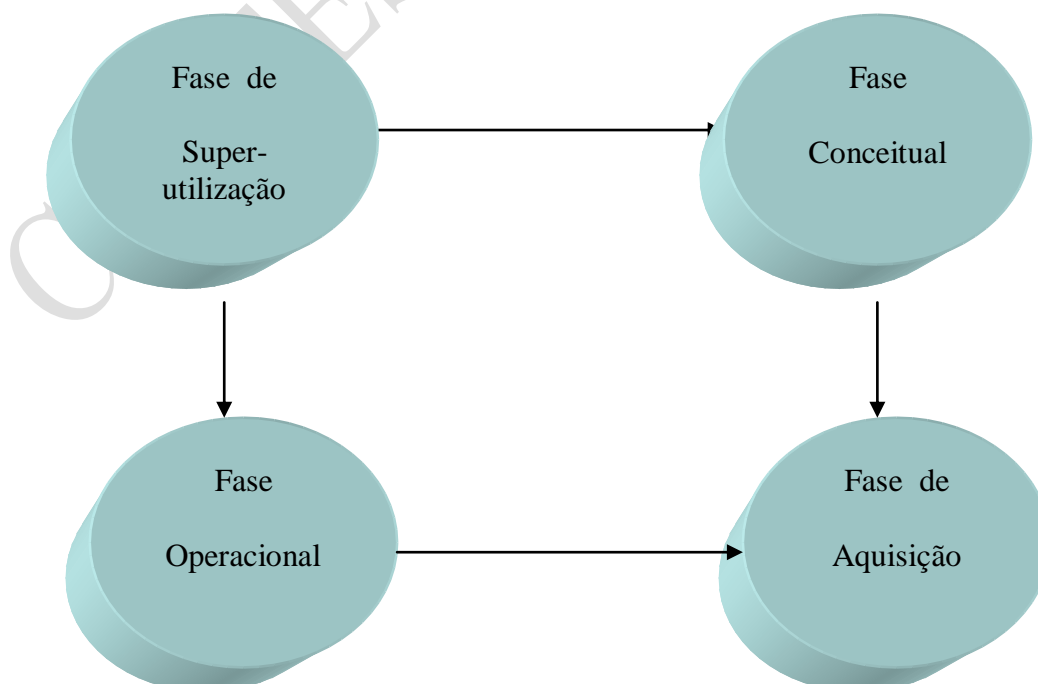 Fase de
Super-
utilização
Fase
Conceitual
Fase
Operacional
Fase de
Aquisição